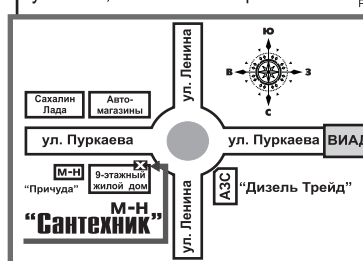 ул. Ленина
Ю
В
З
С
Сахалин
Лада
Авто-
магазины
ул. Пуркаева
ул. Пуркаева
ВИАД
М-Н
"Причуда"
9-этажный
жилой дом
АЗС
"Дизель Трейд"
ул. Ленина
М-Н
"Сантехник"